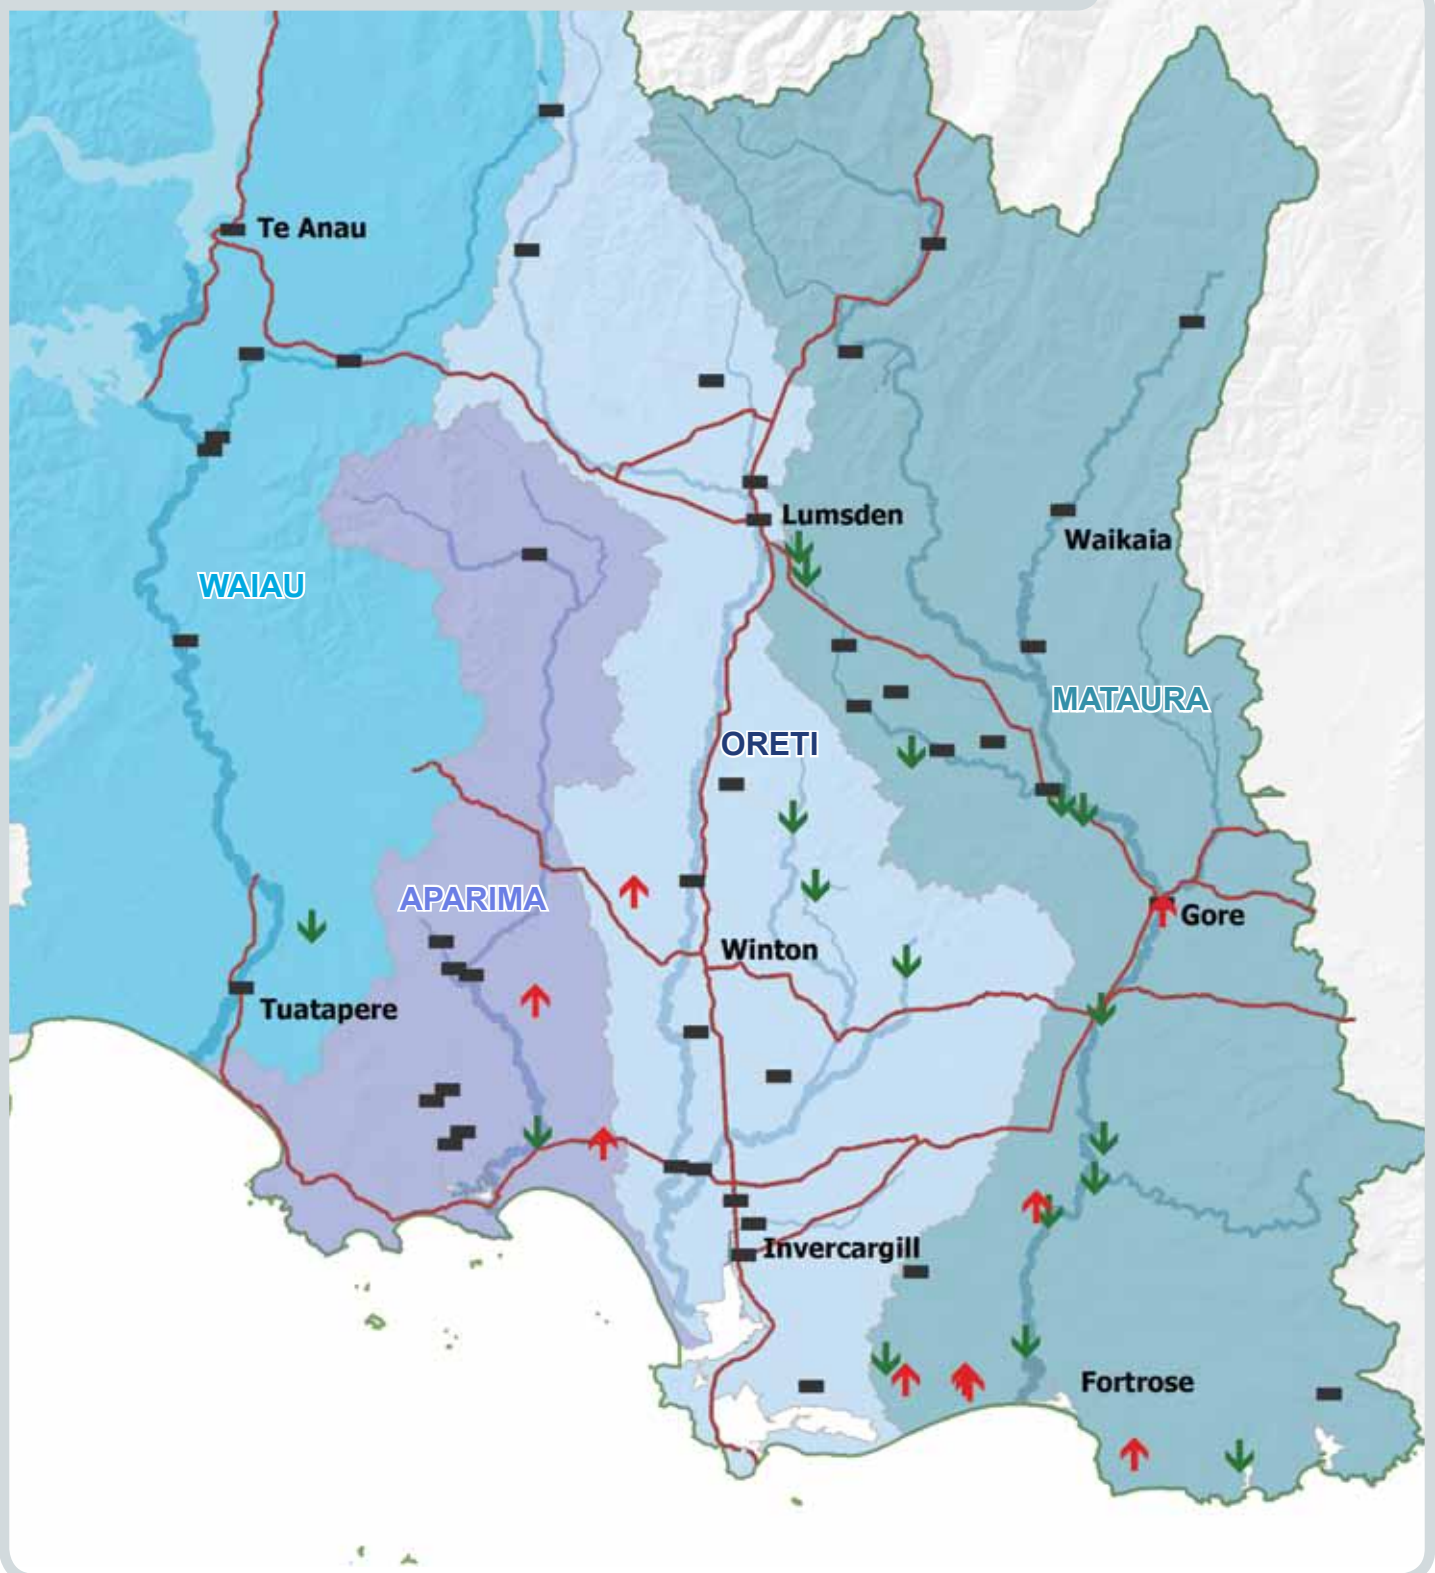 Te Anau
Lumsden
Waikaia
WAIAU
MATAURA
ORETI
APARIMA
Gore
Winton
Tuatapere
Invercargill
Fortrose